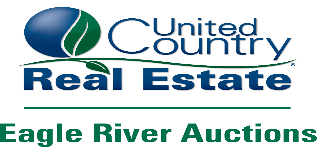 United
Country
Real Estate
Eagle River Auctions